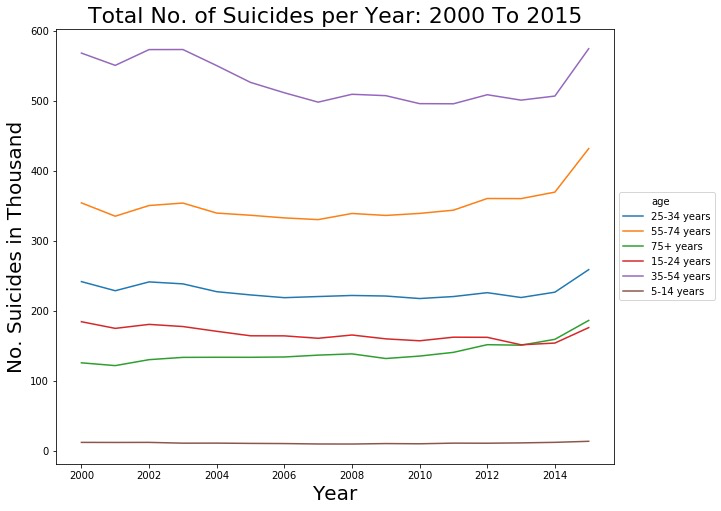 Total No. of Suicides per Year: 2000 To 2015
No. Suicides in Thousand
600
500
400
300
200
100
0
2000 2002 2004 2006 2008 2010 2012 2014
Year
age
25-34 years
55-74 years
75+ years
15-24 years
35-54 years
5-14 years